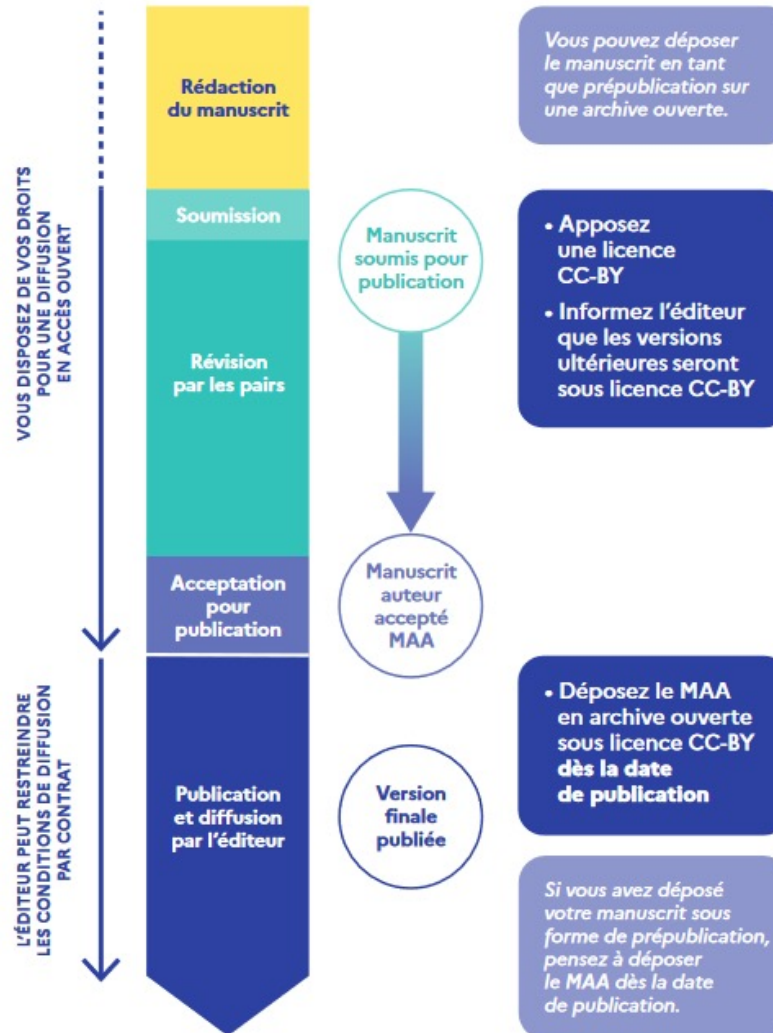 Rédaction
du manuscrit
Vous pouvez déposer
le manuscrit en tant
que prépublication sur
une archive ouverte.
VOUS DISPOSEZ DE VOS DROITS
POUR UNE DIFFUSION
EN ACCÈS OUVERT
Soumission
Révision
par les pairs
Manuscrit
soumis pour
publication
• Apposez
une licence
CC-BY
• Informez l’éditeur
que les versions
ultérieures seront
sous licence CC-BY
Acceptation
pour
publication
Manuscrit
auteur
accepté
MAA
L’ÉDITEUR PEUT RESTREINDRE
LES CONDITIONS DE DIFFUSION
PAR CONTRAT
Publication
et diffusion
par l’éditeur
Version
finale
publiée
• Déposez le MAA
en archive ouverte
sous licence CC-BY
dès la date
de publication
Si vous avez déposé
votre manuscrit sous
forme de prépublication,
pensez à déposer
le MAA dès la date
de publication.